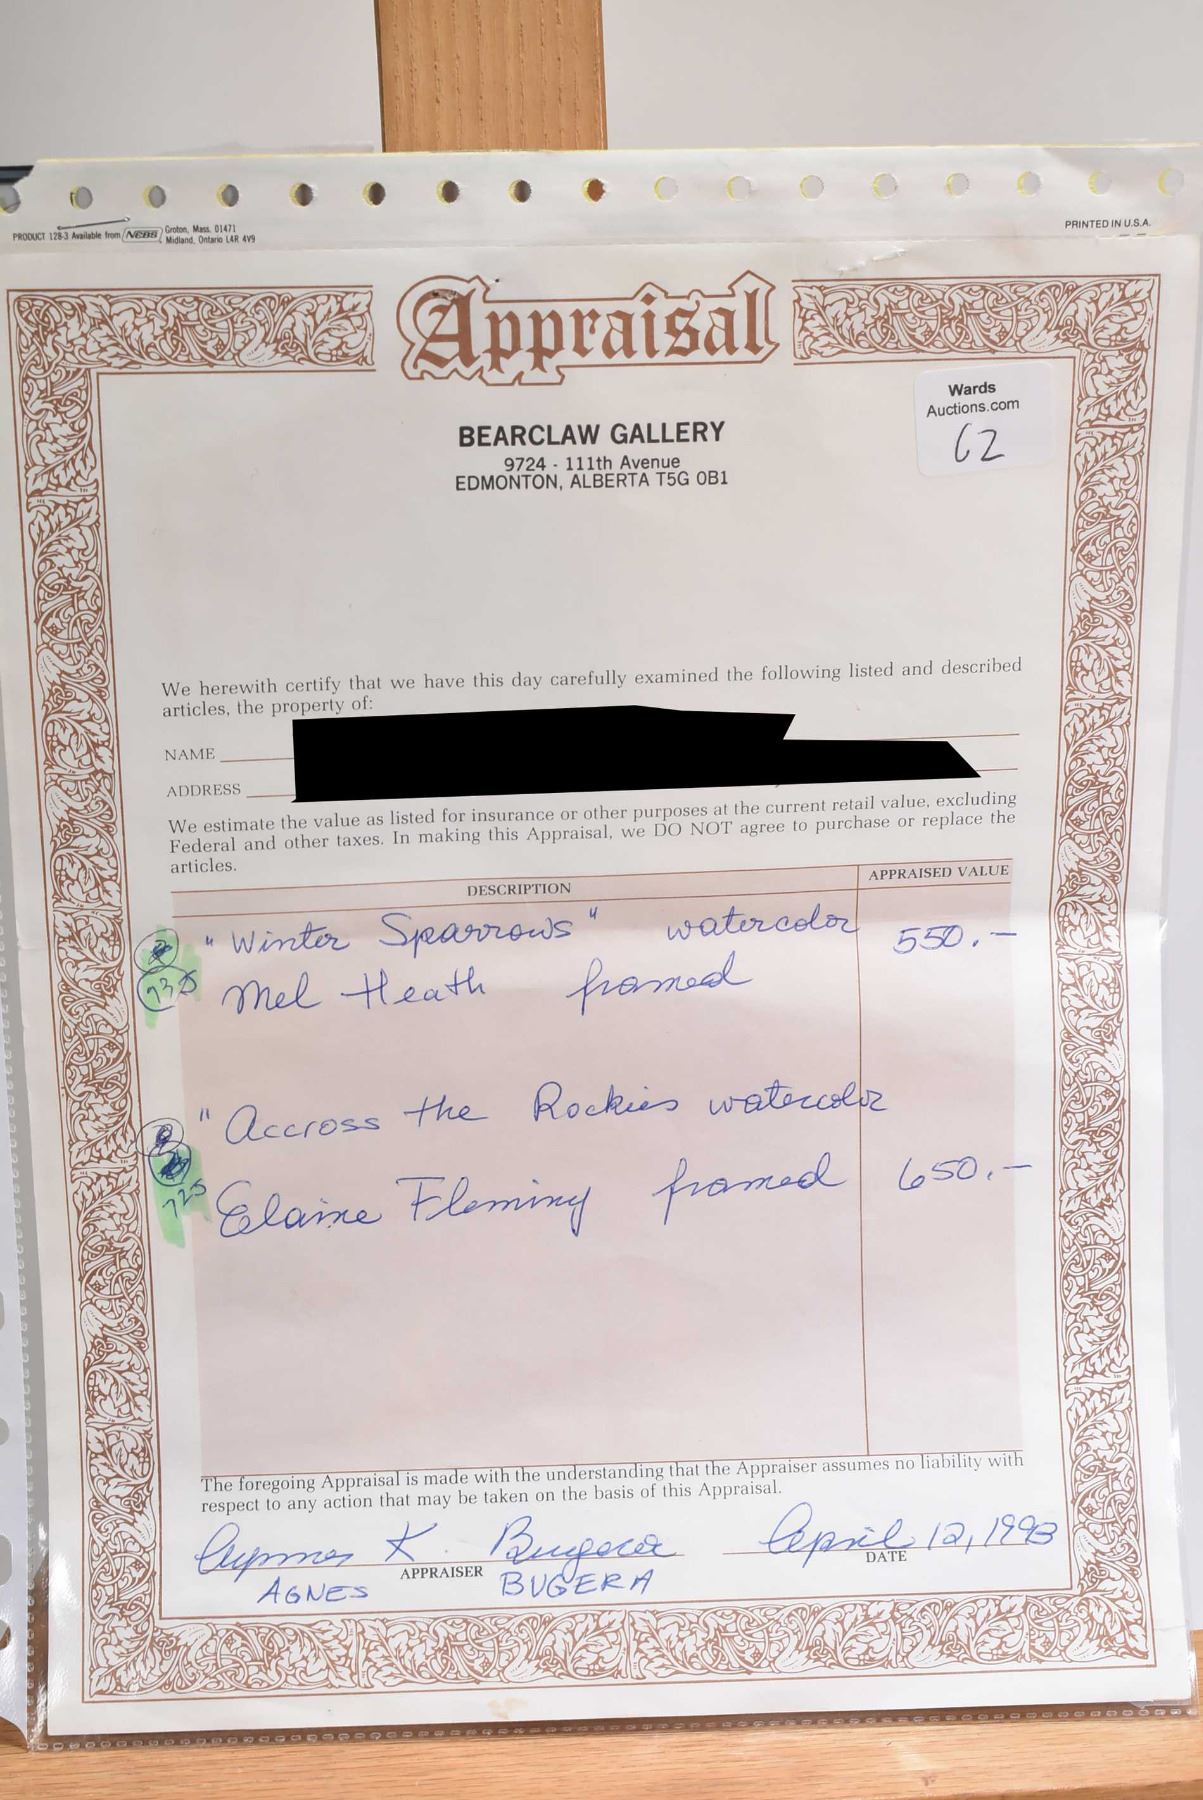 PRODUCT 128-3 Available from NEBS Groton, Mass. 01471
Midland, Ontario L4R 4V9
PRINTED IN U.S.A.
Appraisal
Wards
Auctions.com
62
BEARCLAW GALLERY
9724 - 111th Avenue
EDMONTON, ALBERTA T5G 0B1
We herewith certify that we have this day carefully examined the following listed and described
articles, the property of:
NAME
ADDRESS
We estimate the value as listed for insurance or other purposes at the current retail value, excluding
Federal and other taxes. In making this Appraisal, we DO NOT agree to purchase or replace the
articles.
DESCRIPTION APPRAISED VALUE
"Winter Sparrows" watercolor 550.-
Mel Heath framed
"Accross the Rockies watercolor
725 Elaine Fleming framed 650.-
The foregoing Appraisal is made with the understanding that the Appraiser assumes no liability with
respect to any action that may be taken on the basis of this Appraisal.
Agnes K. Bugera April 12, 1993
APPRAISER DATE
AGNES BUGERA